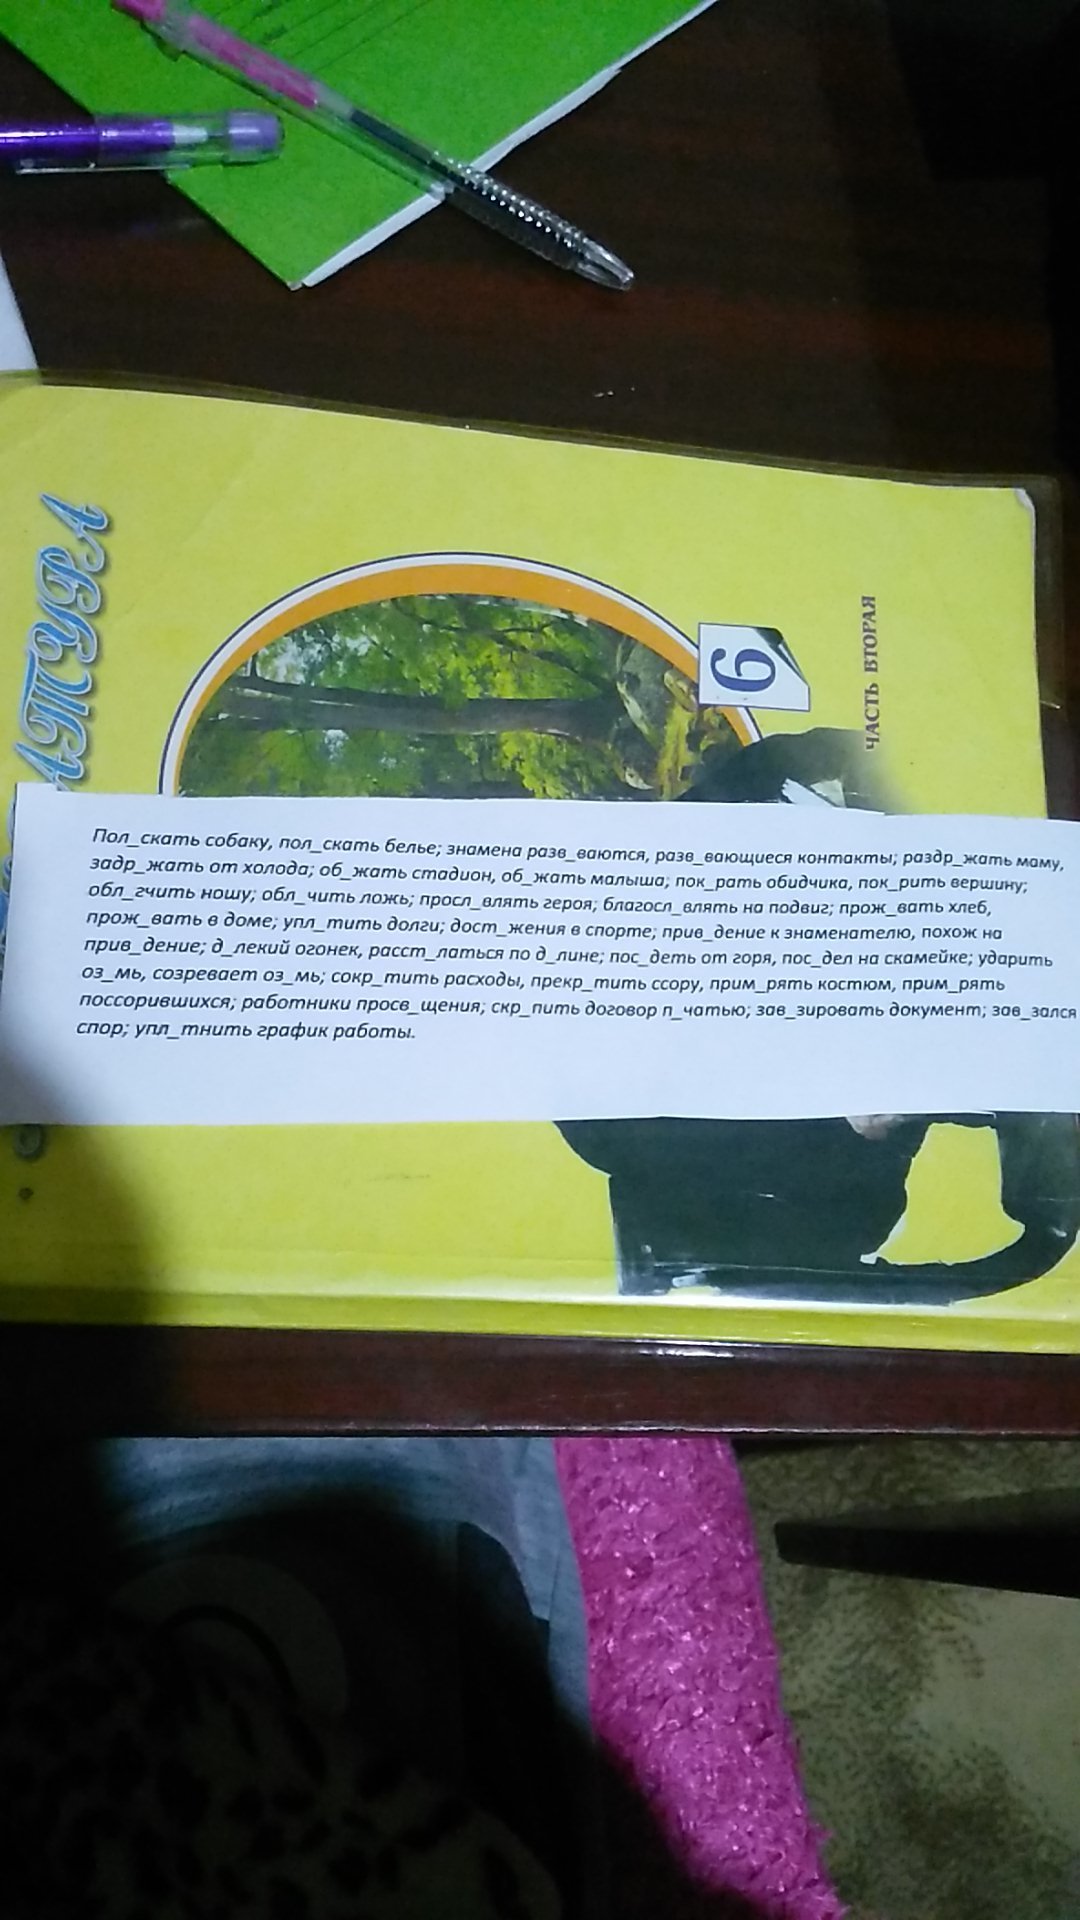 АТУРА
6
ЧАСТЬ ВТОРАЯ
Пол_скать собаку, пол_скать белье; знамена разв_ваются, разв_вающиеся контакты; раздр_жать маму,
задр_жать от холода; об_жать стадион, об_жать малыша; пок_рать обидчика, пок_рить вершину;
обл_гчить ношу; обл_чить ложь; просл_влять героя; благосл_влять на подвиг; прож_вать хлеб,
прож_вать в доме; упл_тить долги; дост_жения в спорте; прив_дение к знаменателю, похож на
прив_дение; д_лекий огонек, расст_латься по д_лине; пос_деть от горя, пос_дел на скамейке; ударить
оз_мь, созревает оз_мь; сокр_тить расходы, прекр_тить ссору, прим_рять костюм, прим_рять
поссорившихся; работники просв_щения; скр_пить договор п_чатью; зав_зировать документ; зав_зался
спор; упл_тнить график работы.